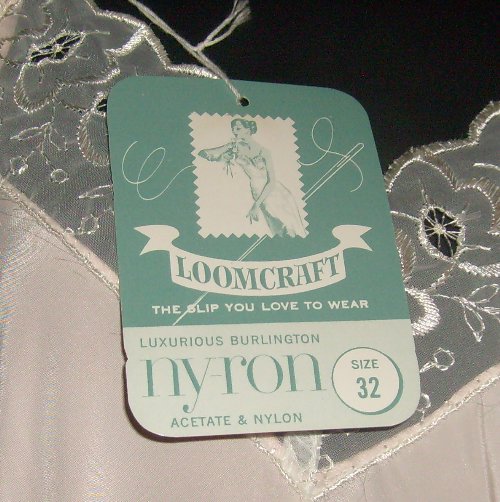 LOOMCRAFT
THE SLIP YOU LOVE TO WEAR
LUXURIOUS BURLINGTON
ny-ron
ACETATE & NYLON
SIZE
32